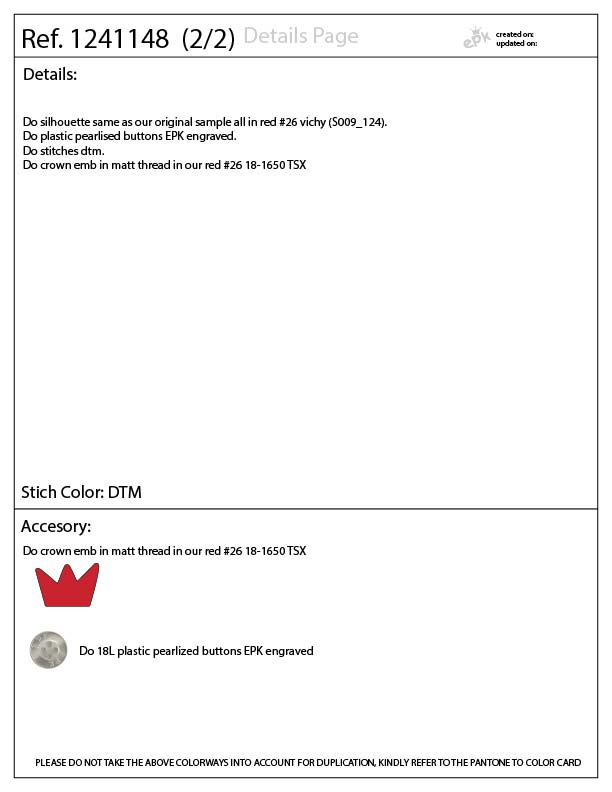 Ref. 1241148 (2/2) Details Page
epk
created on:
updated on:
Details:
Do silhouette same as our original sample all in red #26 vichy (S009_124).
Do plastic pearlised buttons EPK engraved.
Do stitches dtm.
Do crown emb in matt thread in our red #26 18-1650 TSX
Stich Color: DTM
Accesory:
Do crown emb in matt thread in our red #26 18-1650 TSX
Do 18L plastic pearlized buttons EPK engraved
PLEASE DO NOT TAKE THE ABOVE COLORWAYS INTO ACCOUNT FOR DUPLICATION, KINDLY REFER TO THE PANTONE TO COLOR CARD